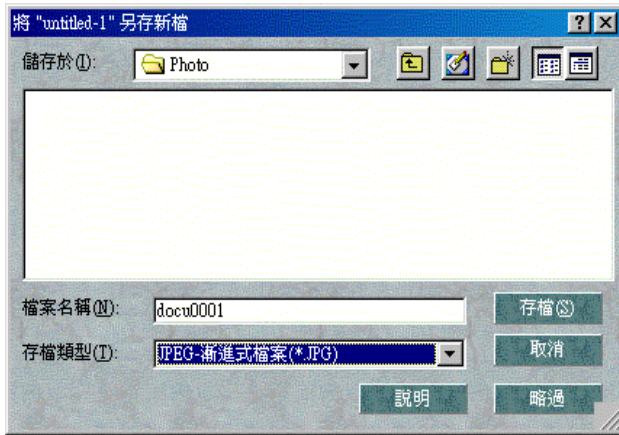 將 "untitled-1" 另存新檔
儲存於(I): Photo
檔案名稱(N): docu0001 存檔(S)
存檔類型(T): JPEG-漸進式檔案(*.JPG) 取消
說明 略過